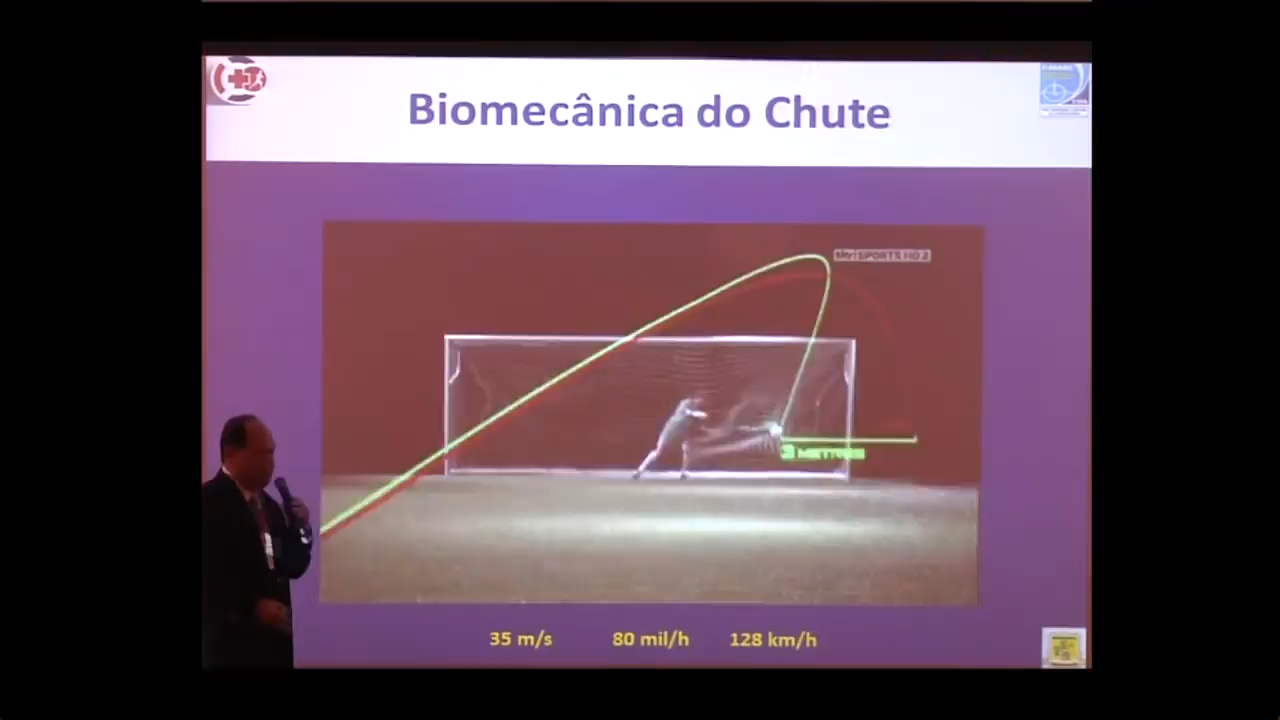 Biomecânica do Chute
sky SPORTS HD 2
3 METRES
35 m/s 80 mil/h 128 km/h